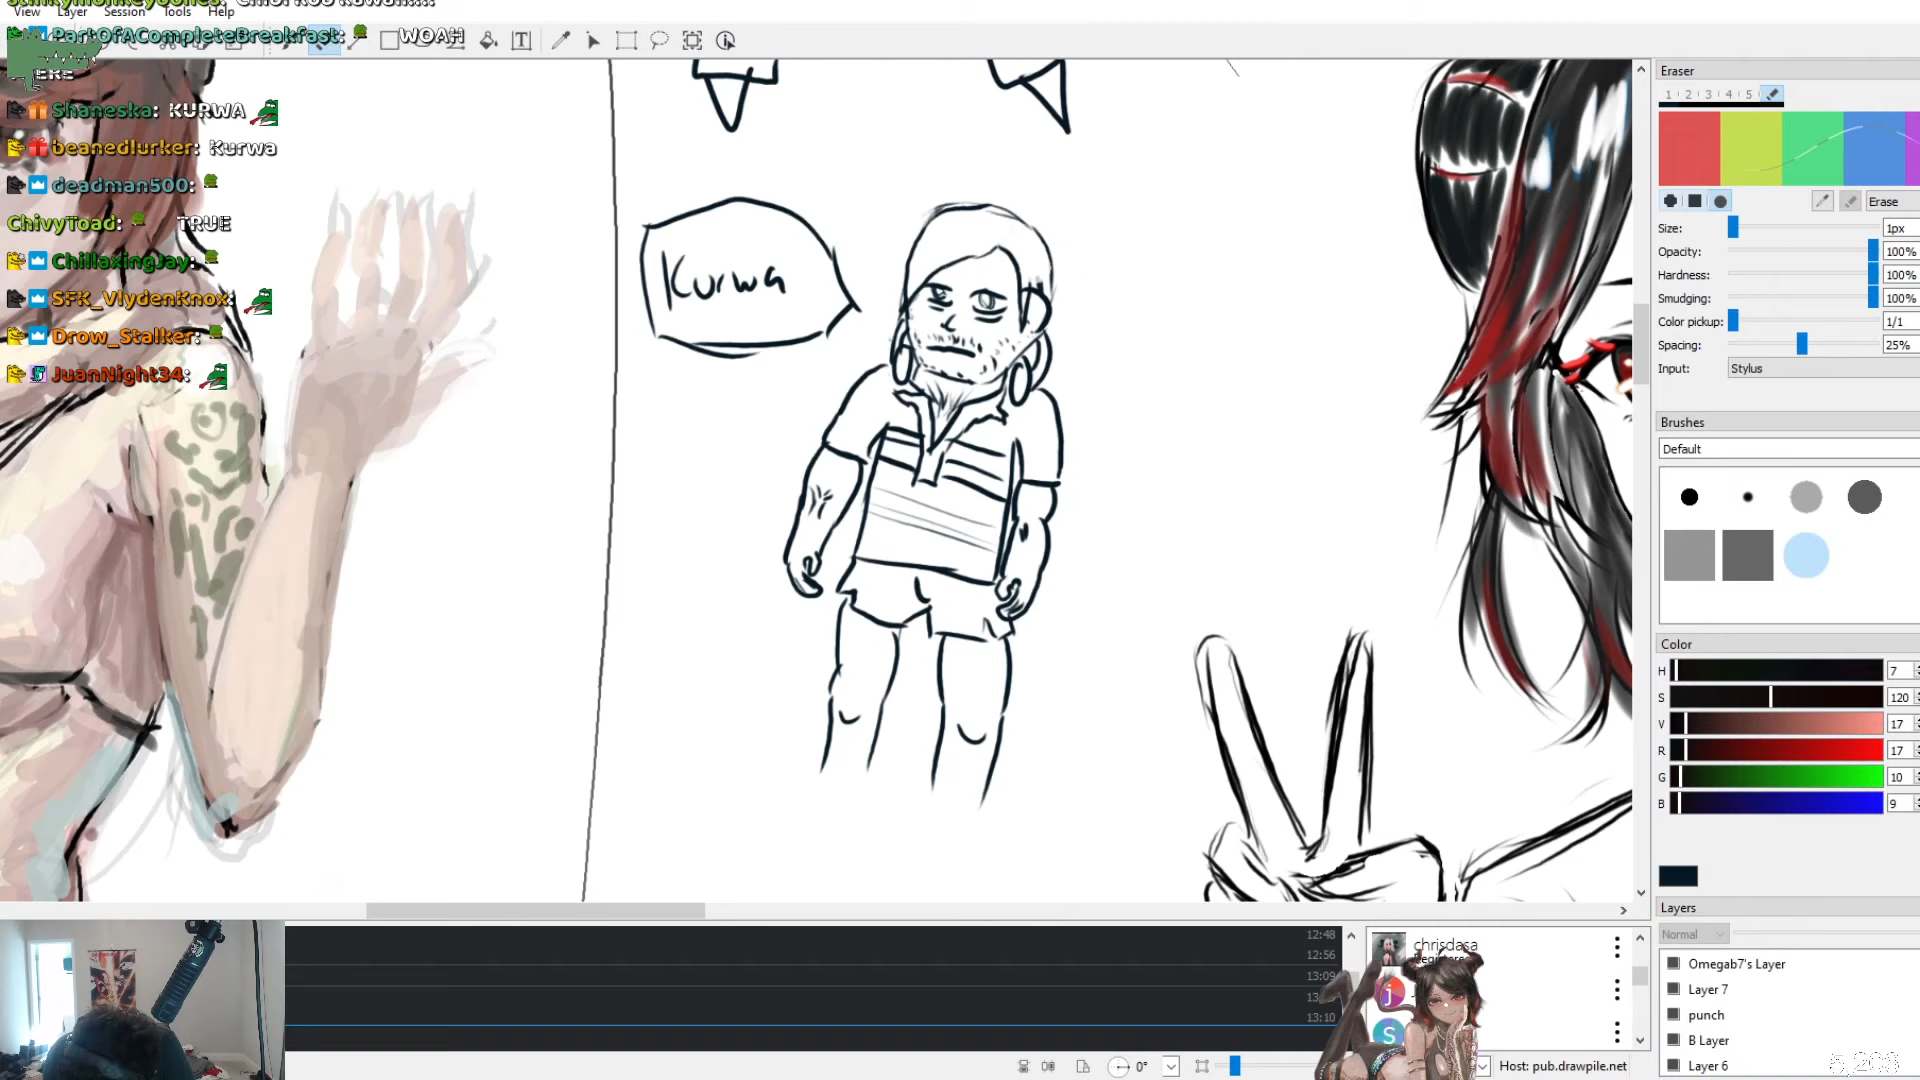 View Layer Session Tools Help
PartOfACompleteBreakfast: WOAH
Shaneska: KURWA
beanedlurker: Kurwa
deadman500:
ChivyToad: TRUE
ChillaxingJay:
SFK_VlydenKnox:
Drow_Stalker:
JuanNight34:
Kurwa
Eraser
1 2 3 4 5
Erase
Size: 1px
Opacity: 100%
Hardness: 100%
Smudging: 100%
Color pickup: 1/1
Spacing: 25%
Input: Stylus
Brushes
Default
Color
H 7
S 120
V 17
R 17
G 10
B 9
Layers
Normal
Omegab7's Layer
Layer 7
punch
B Layer
Layer 6
12:48
12:56
13:09
13:10
chrisdasa
j
S
0°
Host: pub.drawpile.net